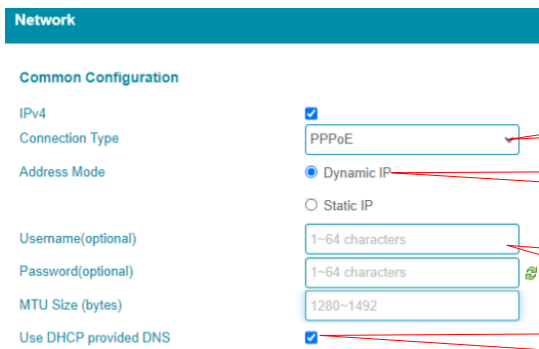 Network
Common Configuration
IPv4
Connection Type PPPoE
Address Mode Dynamic IP
Static IP
Username(optional) 1~64 characters
Password(optional) 1~64 characters
MTU Size (bytes) 1280~1492
Use DHCP provided DNS